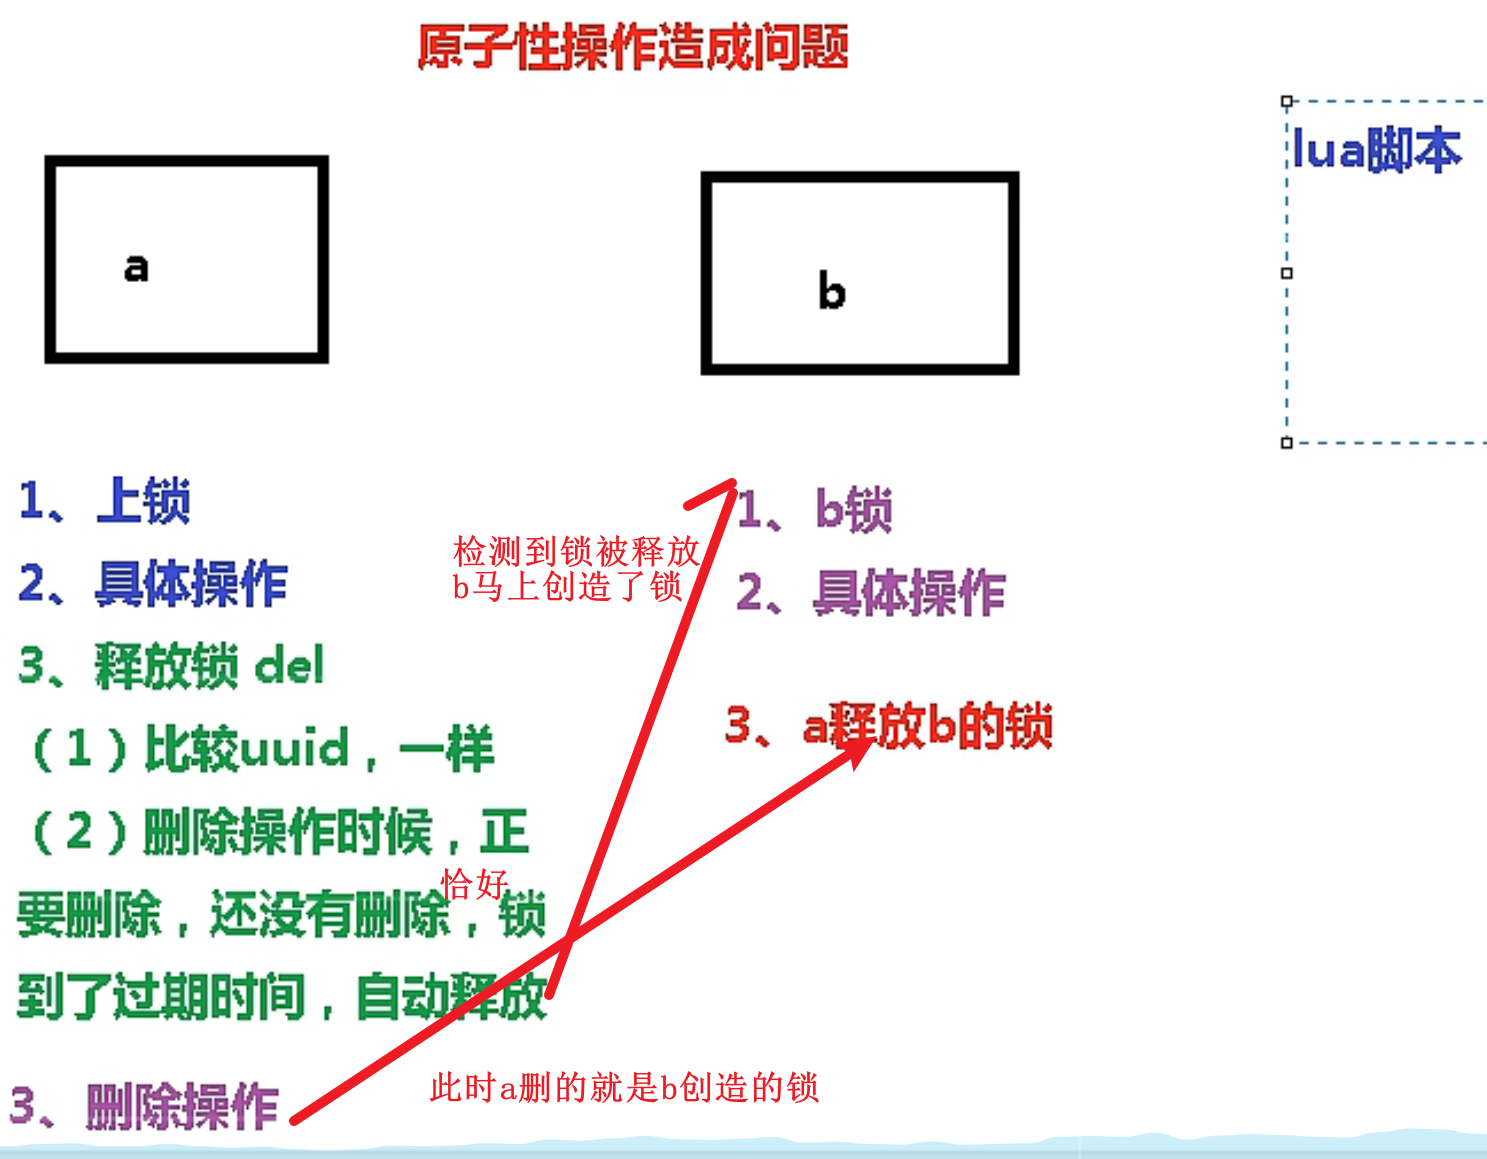 原子性操作造成问题
a
b
lua脚本
1、上锁
2、具体操作
3、释放锁 del
（1）比较uuid，一样
（2）删除操作时候，正
要删除，还没有删除，锁
到了过期时间，自动释放
3、删除操作
检测到锁被释放
b马上创造了锁
恰好
此时a删的就是b创造的锁
1、b锁
2、具体操作
3、a释放b的锁